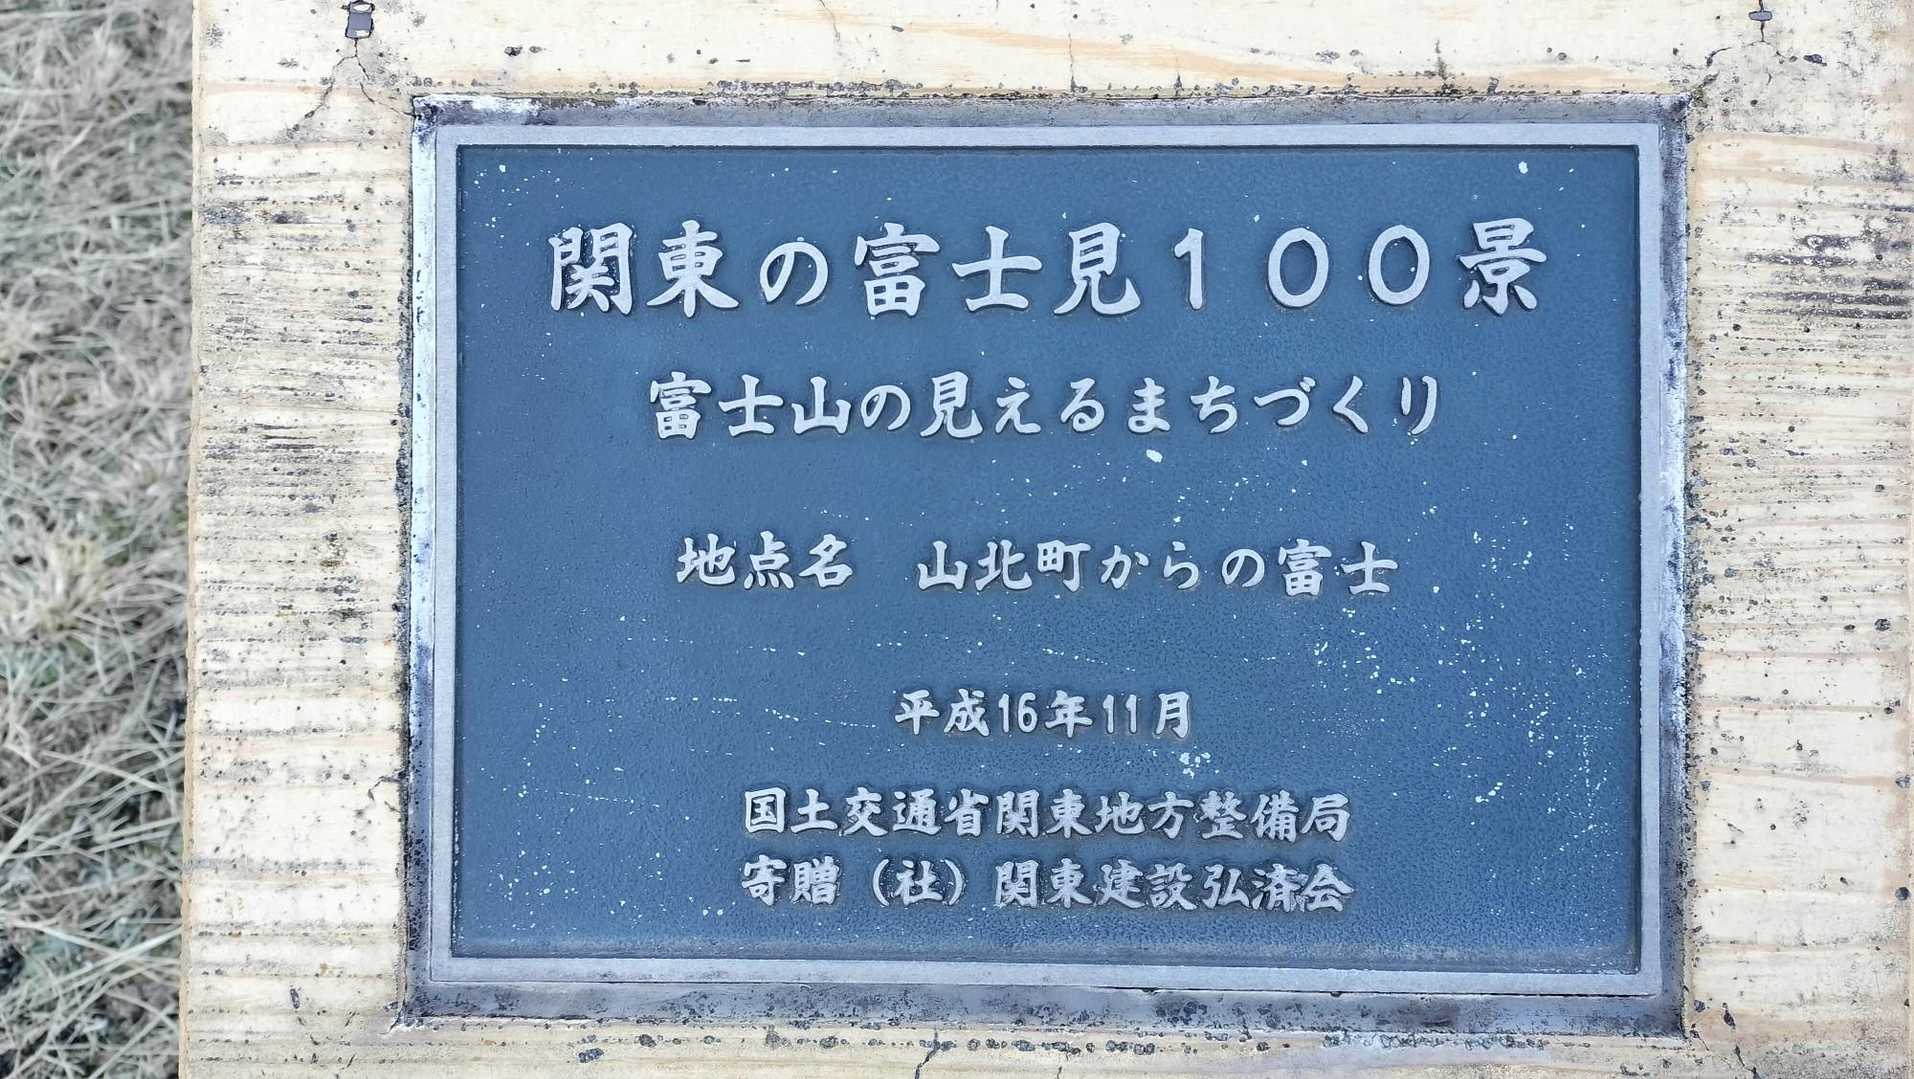 関東の富士見１００景
富士山の見えるまちづくり
地点名　山北町からの富士
平成16年11月
国土交通省関東地方整備局
寄贈（社）関東建設弘済会